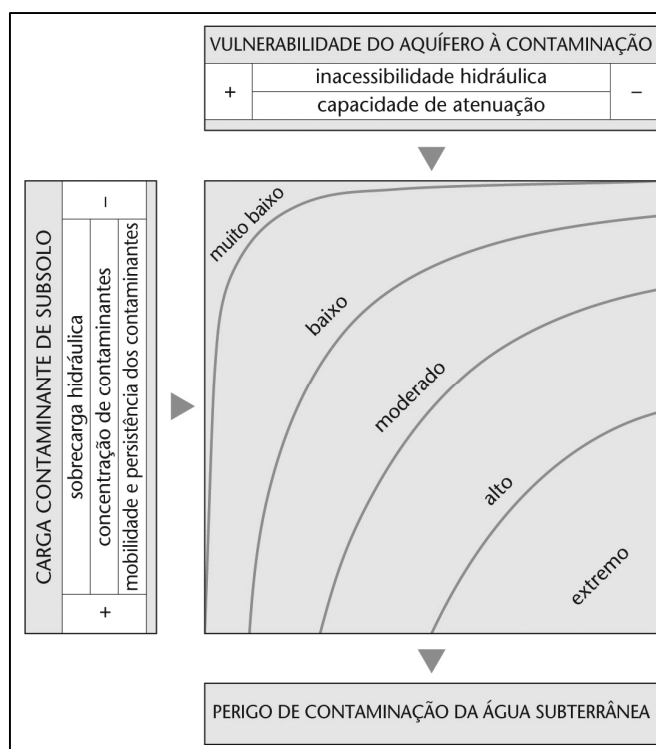 VULNERABILIDADE DO AQUÍFERO À CONTAMINAÇÃO
+
inacessibilidade hidráulica
capacidade de atenuação
–
CARGA CONTAMINANTE DE SUBSOLO
–
sobrecarga hidráulica
concentração de contaminantes
mobilidade e persistência dos contaminantes
+
muito baixo
baixo
moderado
alto
extremo
PERIGO DE CONTAMINAÇÃO DA ÁGUA SUBTERRÂNEA